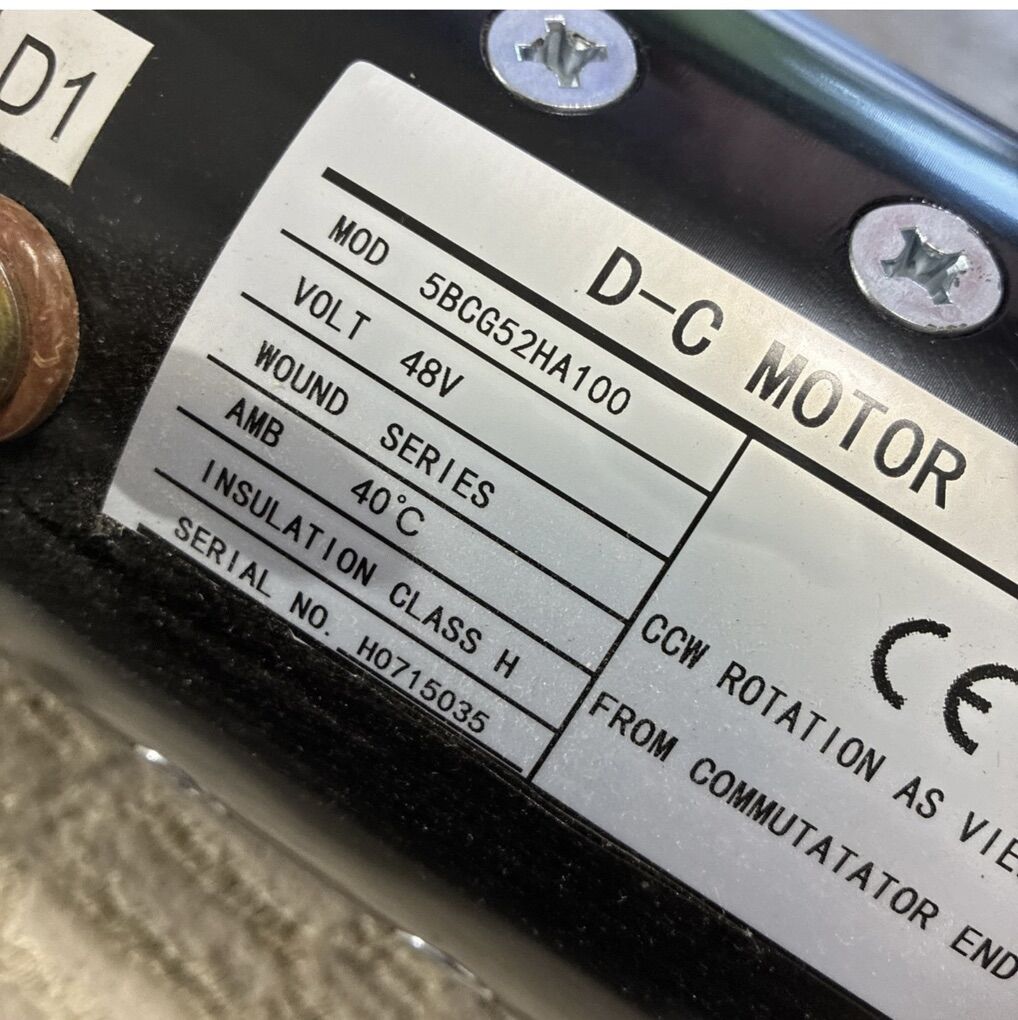 D1
D-C MOTOR
MOD 5BCG52HA100
VOLT 48V
WOUND SERIES
AMB 40°C
INSULATION CLASS H
SERIAL NO. H0715035
CE
CCW ROTATION AS
FROM COMMUTATATOR END